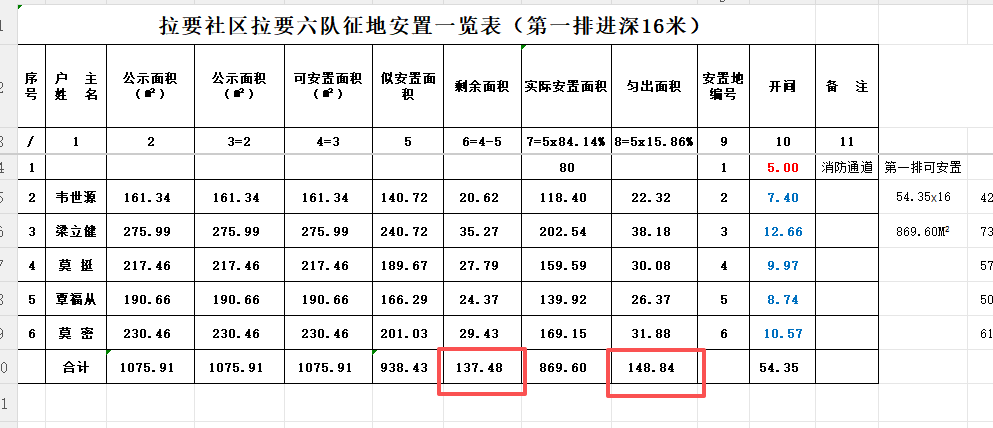 拉要社区拉要六队征地安置一览表（第一排进深16米）
序号 户主姓名 公示面积（㎡） 公示面积（㎡） 可安置面积（㎡） 似安置面积 剩余面积 实际安置面积 匀出面积 安置地编号 开间 备注
/ 1 2 3=2 4=3 5 6=4-5 7=5x84.14% 8=5x15.86% 9 10 11
1 80 1 5.00 消防通道 第一排可安置
2 韦世源 161.34 161.34 161.34 140.72 20.62 118.40 22.32 2 7.40 54.35x16 42
3 梁立健 275.99 275.99 275.99 240.72 35.27 202.54 38.18 3 12.66 869.60M² 73
4 莫挺 217.46 217.46 217.46 189.67 27.79 159.59 30.08 4 9.97 57
5 覃福从 190.66 190.66 190.66 166.29 24.37 139.92 26.37 5 8.74 50
6 莫密 230.46 230.46 230.46 201.03 29.43 169.15 31.88 6 10.57 61
合计 1075.91 1075.91 1075.91 938.43 137.48 869.60 148.84 54.35